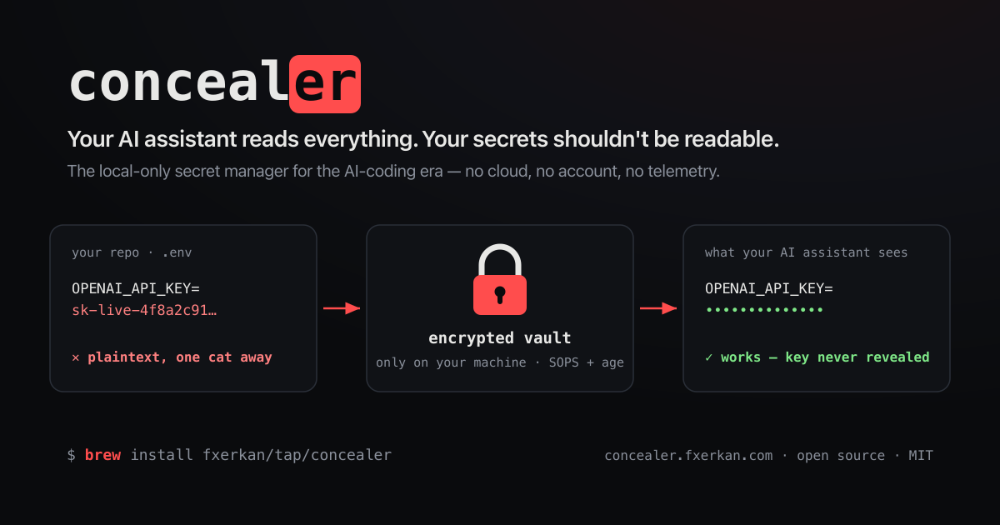 concealer
Your AI assistant reads everything. Your secrets shouldn't be readable.
The local-only secret manager for the AI-coding era — no cloud, no account, no telemetry.
your repo · .env
OPENAI_API_KEY=
sk-live-4f8a2c91…
× plaintext, one cat away
encrypted vault
only on your machine · SOPS + age
what your AI assistant sees
OPENAI_API_KEY=
••••••••••••••
✓ works — key never revealed
$ brew install fxerkan/tap/concealer
concealer.fxerkan.com · open source · MIT